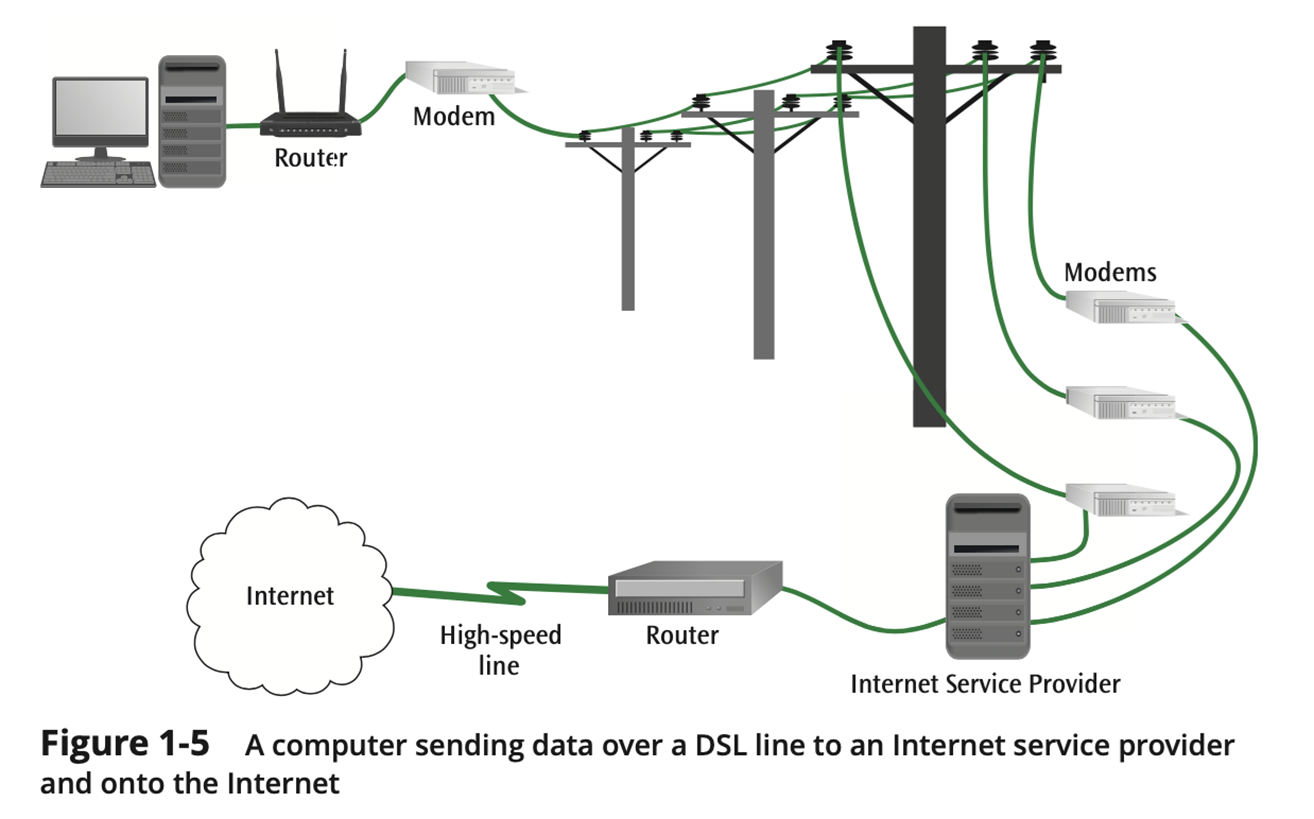 Modem
Router
Modems
Internet
High-speed
line
Router
Internet Service Provider
Figure 1-5 A computer sending data over a DSL line to an Internet service provider
and onto the Internet